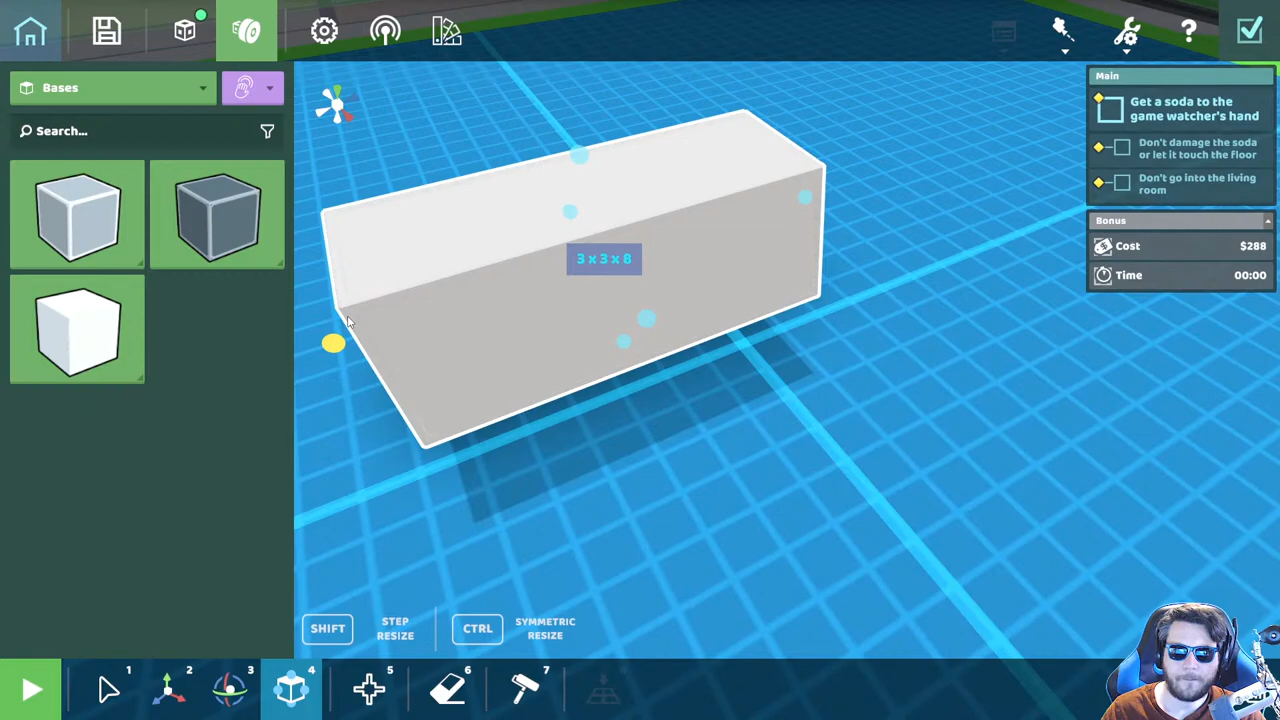 Bases
Search...
3 x 3 x 8
Main
Get a soda to the
game watcher's hand
Don't damage the soda
or let it touch the floor
Don't go into the living
room
Bonus
Cost $288
Time 00:00
SHIFT STEP RESIZE CTRL SYMMETRIC RESIZE
1 2 3 4 5 6 7
?